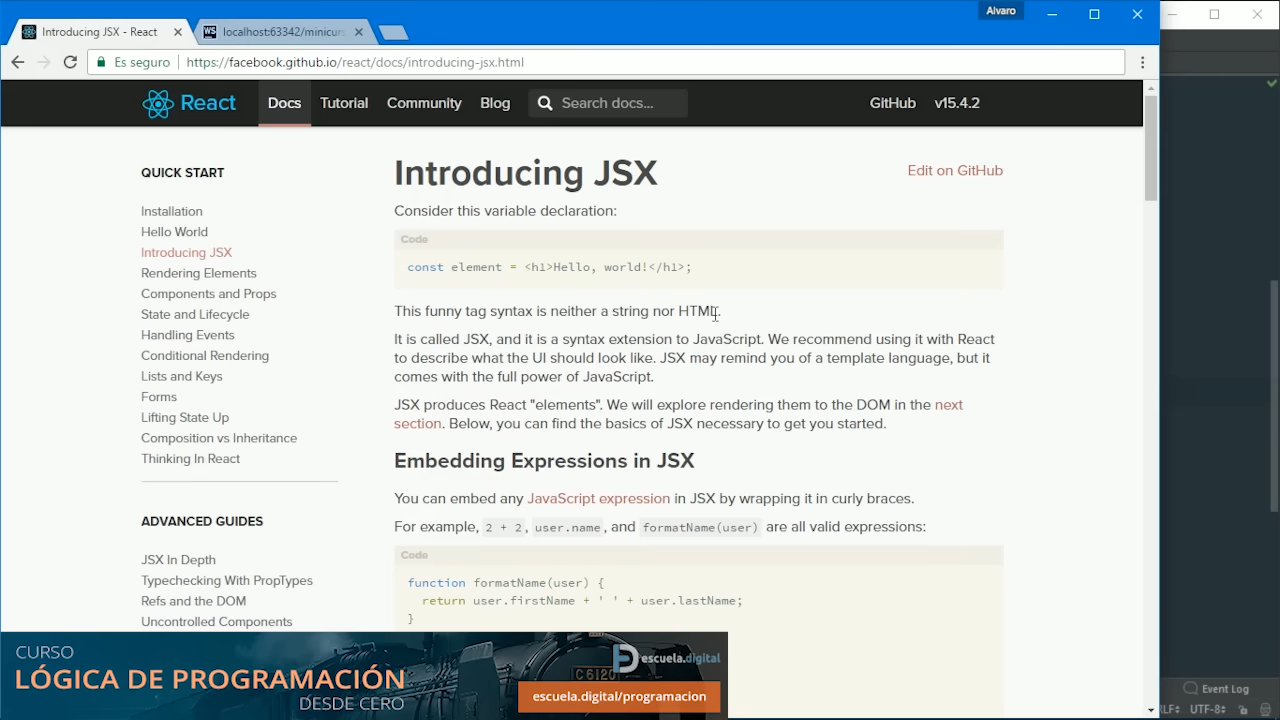 Alvaro
Introducing JSX - React
WS localhost:63342/minicurs
Es seguro
https://facebook.github.io/react/docs/introducing-jsx.html
React
Docs
Tutorial
Community
Blog
Search docs...
GitHub
v15.4.2
QUICK START
Installation
Hello World
Introducing JSX
Rendering Elements
Components and Props
State and Lifecycle
Handling Events
Conditional Rendering
Lists and Keys
Forms
Lifting State Up
Composition vs Inheritance
Thinking In React
ADVANCED GUIDES
JSX In Depth
Typechecking With PropTypes
Refs and the DOM
Uncontrolled Components
Introducing JSX
Edit on GitHub
Consider this variable declaration:
Code
const element = <h1>Hello, world!</h1>;
This funny tag syntax is neither a string nor HTML.
It is called JSX, and it is a syntax extension to JavaScript. We recommend using it with React
to describe what the UI should look like. JSX may remind you of a template language, but it
comes with the full power of JavaScript.
JSX produces React "elements". We will explore rendering them to the DOM in the next
section. Below, you can find the basics of JSX necessary to get you started.
Embedding Expressions in JSX
You can embed any JavaScript expression in JSX by wrapping it in curly braces.
For example, 2 + 2, user.name, and formatName(user) are all valid expressions:
Code
function formatName(user) {
return user.firstName + ' ' + user.lastName;
}
CURSO
LÓGICA DE PROGRAMACIÓN
DESDE CERO
C6120
escuela.digital
escuela.digital/programacion
Event Log
LF UTF-8